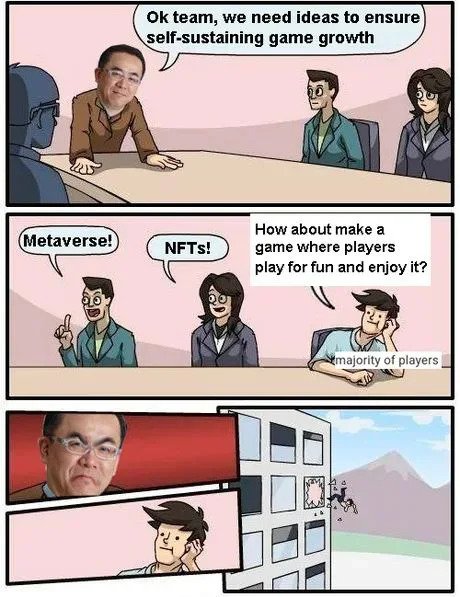 Ok team, we need ideas to ensure
self-sustaining game growth
Metaverse!
NFTs!
How about make a
game where players
play for fun and enjoy it?
majority of players